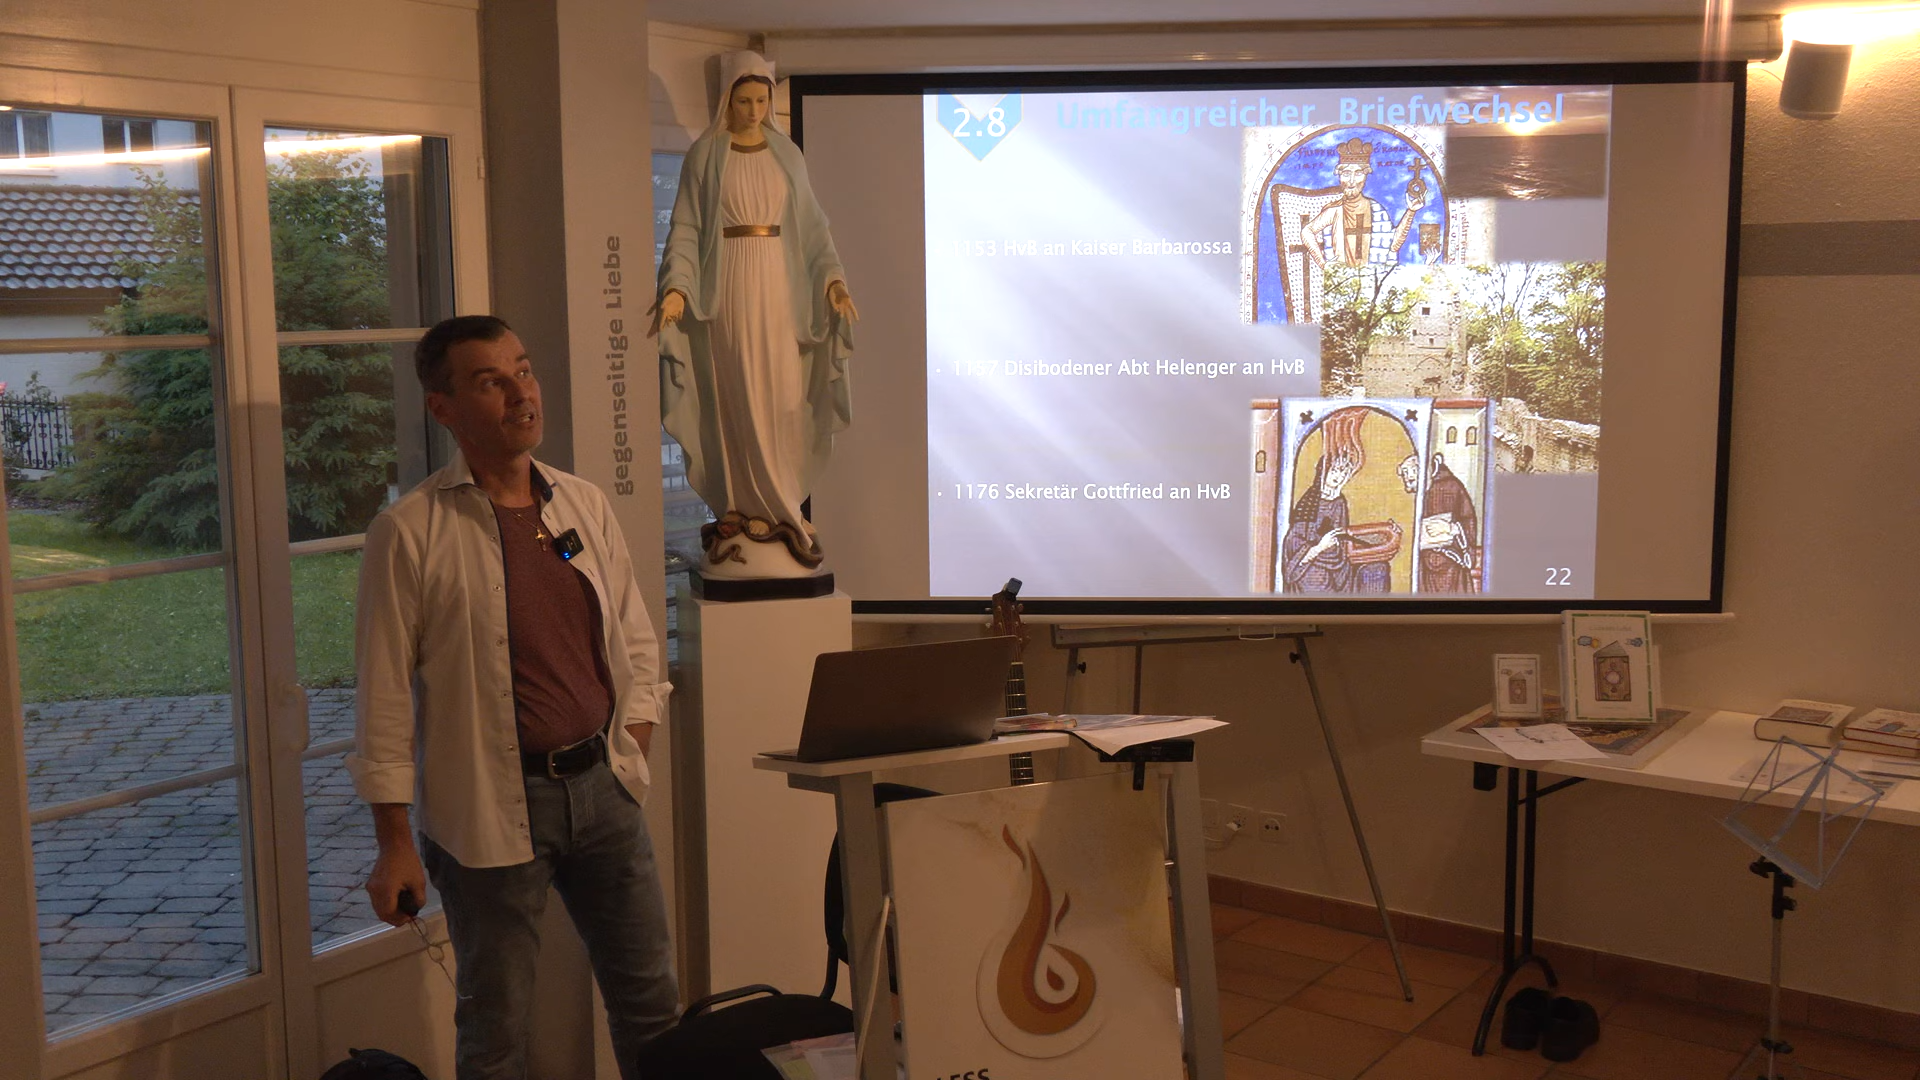 gegenseitige Liebe
2.8
Umfangreicher Briefwechsel
1153 HvB an Kaiser Barbarossa
• 1157 Disibodener Abt Helenger an HvB
• 1176 Sekretär Gottfried an HvB
22